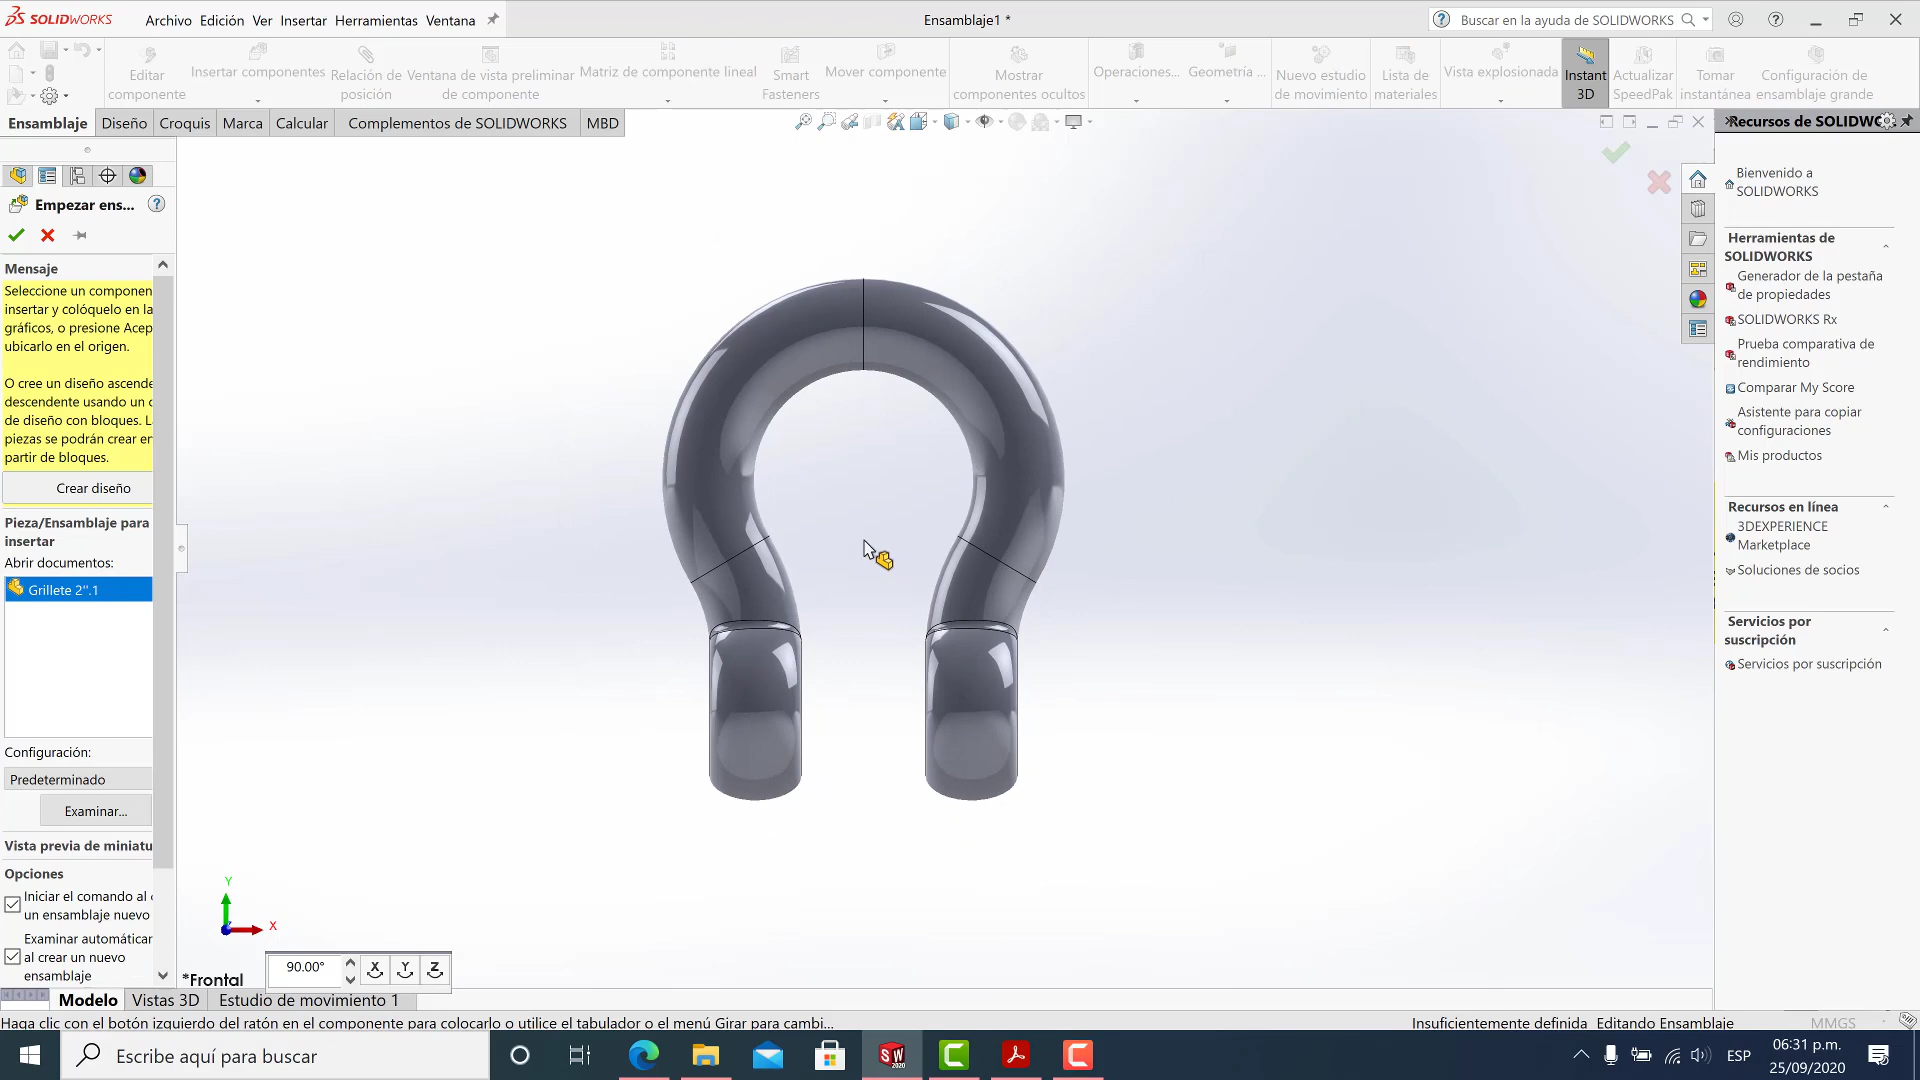 SOLIDWORKS
Archivo Edición Ver Insertar Herramientas Ventana
Ensamblaje1 *
Buscar en la ayuda de SOLIDWORKS
Editar componente
Insertar componentes
Relación de posición
Ventana de vista preliminar de componente
Matriz de componente lineal
Smart Fasteners
Mover componente
Mostrar componentes ocultos
Operaciones...
Geometría ...
Nuevo estudio de movimiento
Lista de materiales
Vista explosionada
Instant 3D
Actualizar SpeedPak
Tomar instantánea
Configuración de ensamblaje grande
Ensamblaje Diseño Croquis Marca Calcular Complementos de SOLIDWORKS MBD
Empezar ens...
Mensaje
Seleccione un componen
insertar y colóquelo en la
gráficos, o presione Acep
ubicarlo en el origen.
O cree un diseño ascende
descendente usando un c
de diseño con bloques. L
piezas se podrán crear en
partir de bloques.
Crear diseño
Pieza/Ensamblaje para
insertar
Abrir documentos:
Grillete 2".1
Configuración:
Predeterminado
Examinar...
Vista previa de miniatu
Opciones
Iniciar el comando al c
un ensamblaje nuevo
Examinar automáticar
al crear un nuevo
ensamblaje
Y
X
*Frontal
90.00°
X Y Z
Recursos de SOLIDWO
Bienvenido a
SOLIDWORKS
Herramientas de
SOLIDWORKS
Generador de la pestaña
de propiedades
SOLIDWORKS Rx
Prueba comparativa de
rendimiento
Comparar My Score
Asistente para copiar
configuraciones
Mis productos
Recursos en línea
3DEXPERIENCE
Marketplace
Soluciones de socios
Servicios por
suscripción
Servicios por suscripción
Modelo Vistas 3D Estudio de movimiento 1
Haga clic con el botón izquierdo del ratón en el componente para colocarlo o utilice el tabulador o el menú Girar para cambi...
Insuficientemente definida Editando Ensamblaje MMGS
Escribe aquí para buscar
SW
2020
ESP
06:31 p.m.
25/09/2020